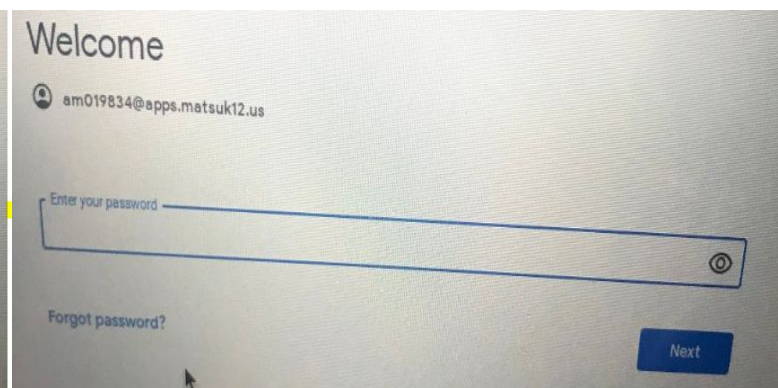 Welcome
am019834@apps.matsuk12.us
Enter your password
Forgot password?
Next